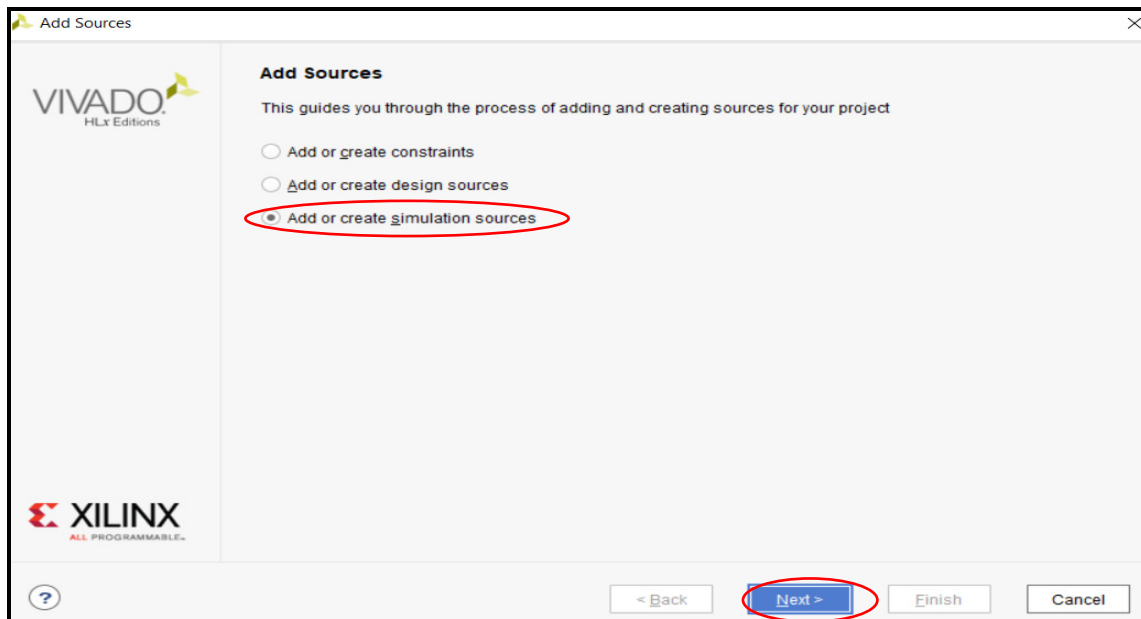 Add Sources
VIVADO.
HLx Editions
Add Sources
This guides you through the process of adding and creating sources for your project
Add or create constraints
Add or create design sources
Add or create simulation sources
XILINX
ALL PROGRAMMABLE™
?
< Back
Next >
Finish
Cancel